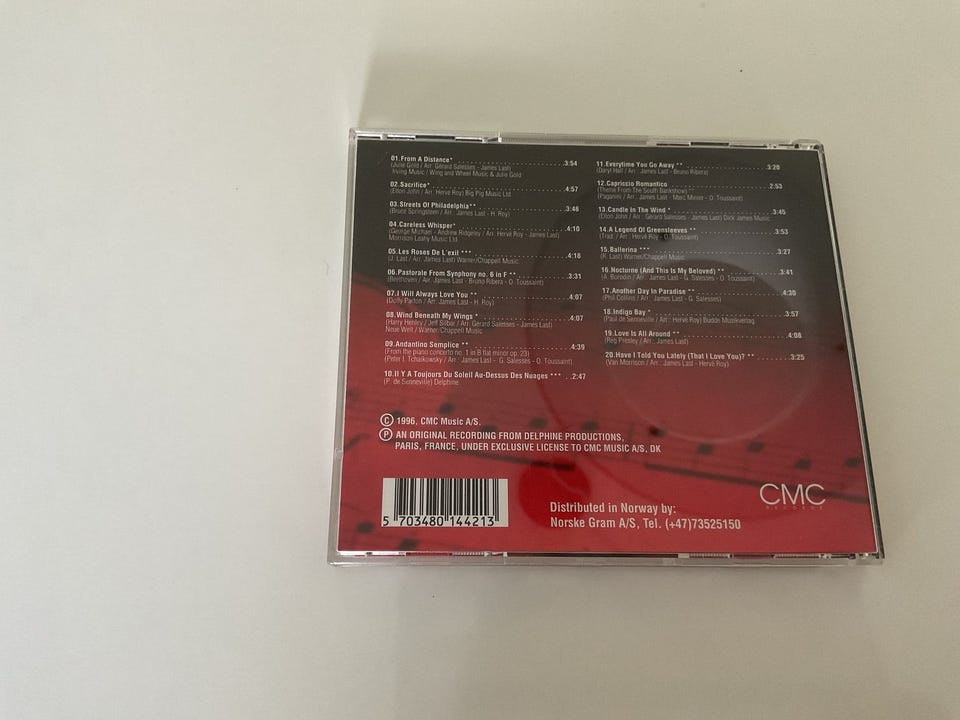 01.From A Distance* 3:54
(Julie Gold / Arr: Gérard Salesses - James Last)
Irving Music / Wing and Wheel Music & Julie Gold
02.Sacrifice* 4:57
(Elton John / Arr: Hervé Roy) Big Pig Music Ltd
03.Streets Of Philadelphia** 3:46
(Bruce Springsteen / Arr: James Last - H. Roy)
04.Careless Whisper* 4:10
(George Michael - Andrew Ridgeley / Arr: Hervé Roy - James Last)
Morrison Leahy Music Ltd
05.Les Roses De L'exil *** 4:18
(J. Last / Arr: James Last) Warner/Chappell Music
06.Pastorale From Synphony no. 6 in F ** 3:31
(Beethoven / Arr: James Last - Bruno Ribera - O. Toussaint)
07.I Will Always Love You ** 4:07
(Dolly Parton / Arr: James Last - H. Roy)
08.Wind Beneath My Wings * 4:07
(Harry Henley / Jeff Silbar / Arr: Gérard Salesses - James Last)
Neue Welt / Warner/Chappell Music
09.Andantino Semplice ** 4:39
(From the piano concerto no. 1 in B flat minor op. 23)
(Peter I. Tchaikowsky / Arr: James Last - G. Salesses - O. Toussaint)
10.Il Y A Toujours Du Soleil Au-Dessus Des Nuages *** 2:47
(P. de Senneville) Delphine
11.Everytime You Go Away ** 3:20
(Daryl Hall / Arr: James Last - Bruno Ribera)
12.Capriccio Romantico 2:53
(Theme From The South Bankshow) **
(Paganini / Arr: James Last - Marc Minier - O. Toussaint)
13.Candle In The Wind * 3:45
(Elton John / Arr: Gérard Salesses - James Last) Dick James Music
14.A Legend Of Greensleeves ** 3:53
(Trad. / Arr: Hervé Roy - O. Toussaint)
15.Ballerina ** 3:27
(R. Last) Warner/Chappell Music
16.Nocturne (And This Is My Beloved) ** 3:41
(A. Borodin / Arr: James Last - G. Salesses - O. Toussaint)
17.Another Day In Paradise ** 4:30
(Phil Collins / Arr: James Last - G. Salesses)
18.Indigo Bay * 3:57
(Paul de Senneville / Arr: Hervé Roy) Budde Musikverlag
19.Love Is All Around ** 4:08
(Reg Presley / Arr: James Last)
20.Have I Told You Lately (That I Love You)? ** 3:25
(Van Morrison / Arr: James Last - Hervé Roy)
© 1996, CMC Music A/S.
℗ AN ORIGINAL RECORDING FROM DELPHINE PRODUCTIONS,
PARIS, FRANCE, UNDER EXCLUSIVE LICENSE TO CMC MUSIC A/S, DK
5 703480 144213
Distributed in Norway by:
Norske Gram A/S, Tel. (+47)73525150
CMC
RECORDS